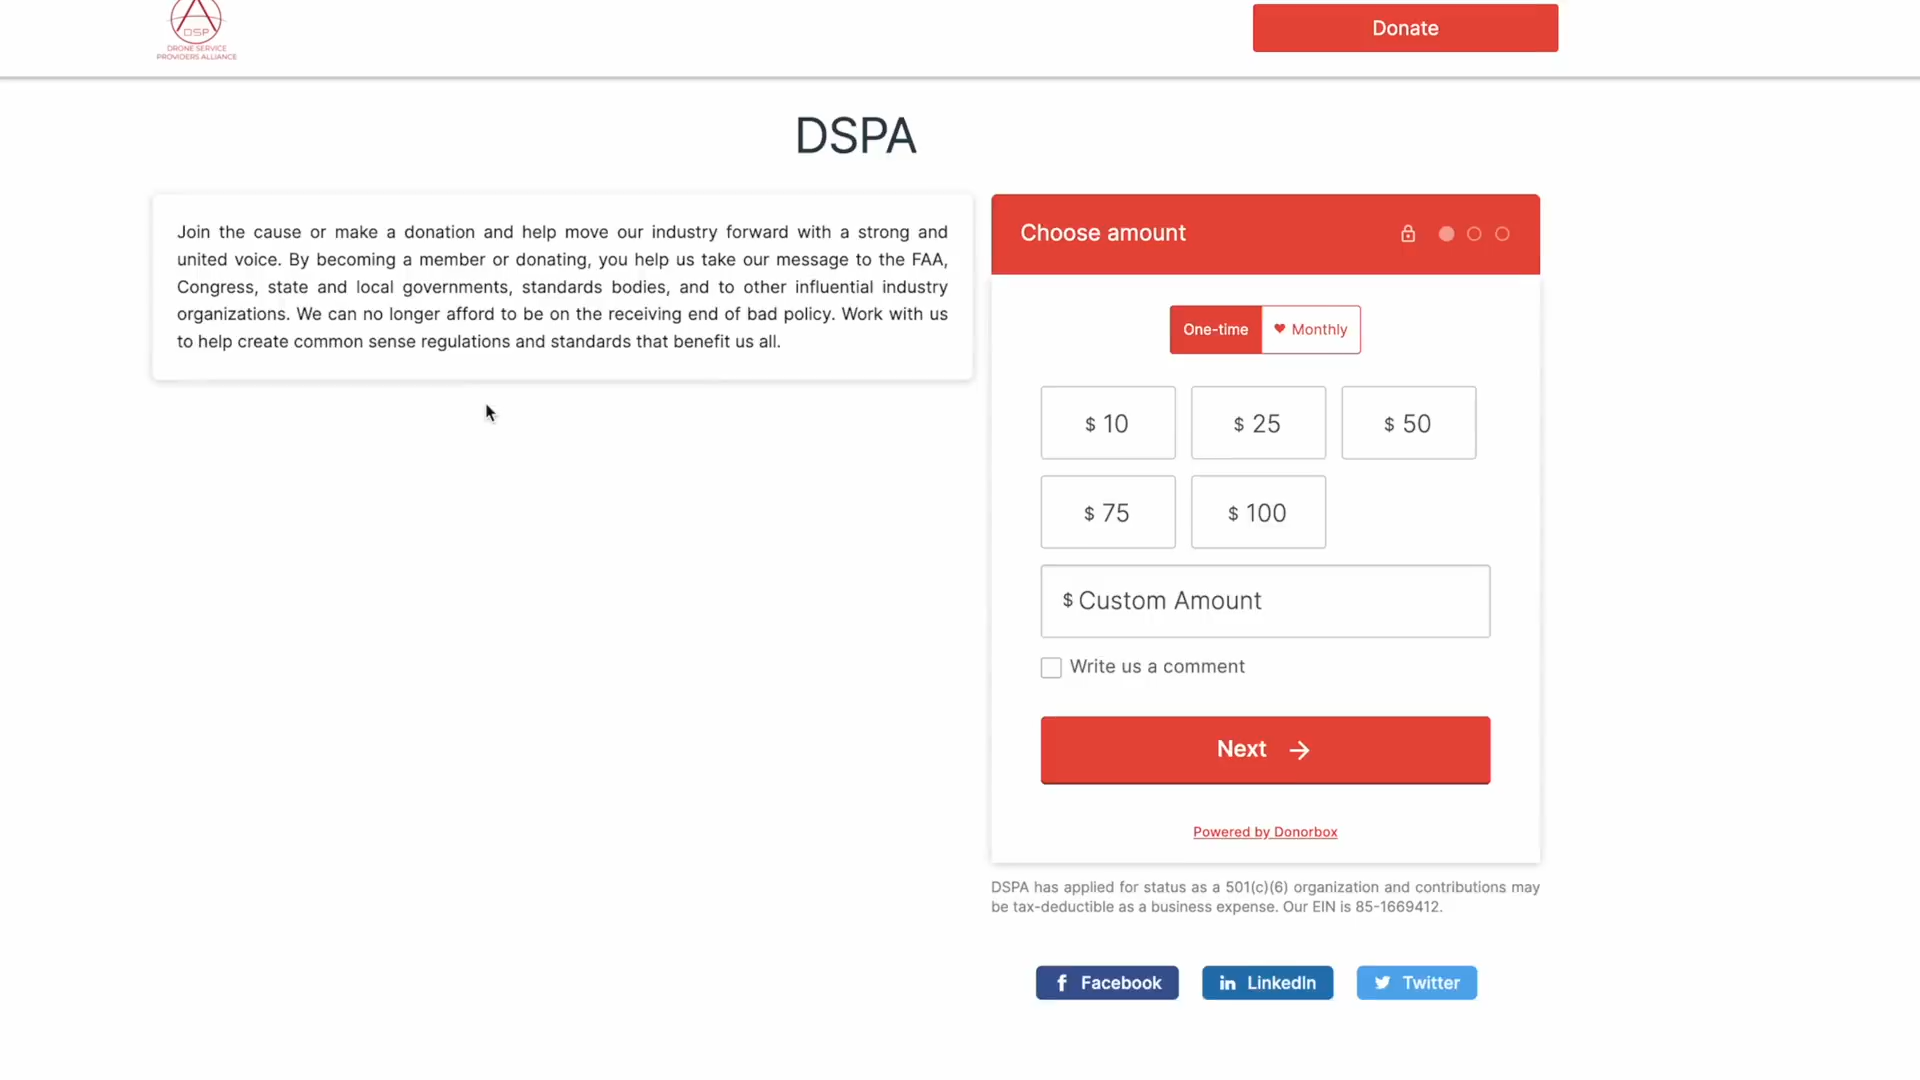 DSP
DRONE SERVICE
PROVIDERS ALLIANCE
Donate
DSPA
Join the cause or make a donation and help move our industry forward with a strong and
united voice. By becoming a member or donating, you help us take our message to the FAA,
Congress, state and local governments, standards bodies, and to other influential industry
organizations. We can no longer afford to be on the receiving end of bad policy. Work with us
to help create common sense regulations and standards that benefit us all.
Choose amount
One-time Monthly
$ 10 $ 25 $ 50
$ 75 $ 100
$ Custom Amount
Write us a comment
Next
Powered by Donorbox
DSPA has applied for status as a 501(c)(6) organization and contributions may
be tax-deductible as a business expense. Our EIN is 85-1669412.
Facebook LinkedIn Twitter